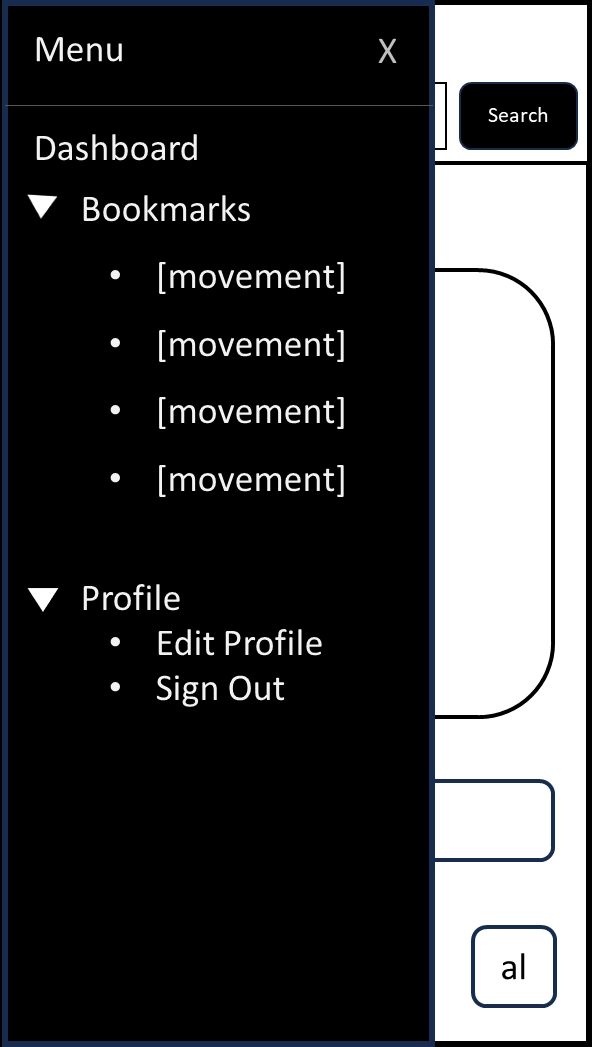 Menu
X
Search
Dashboard
Bookmarks
• [movement]
• [movement]
• [movement]
• [movement]
Profile
• Edit Profile
• Sign Out
al